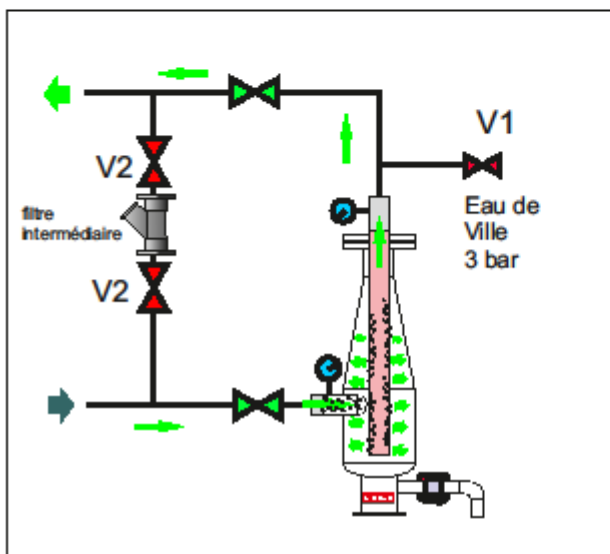 V1
V2
filtre
intermédiaire
Eau de
Ville
3 bar
V2